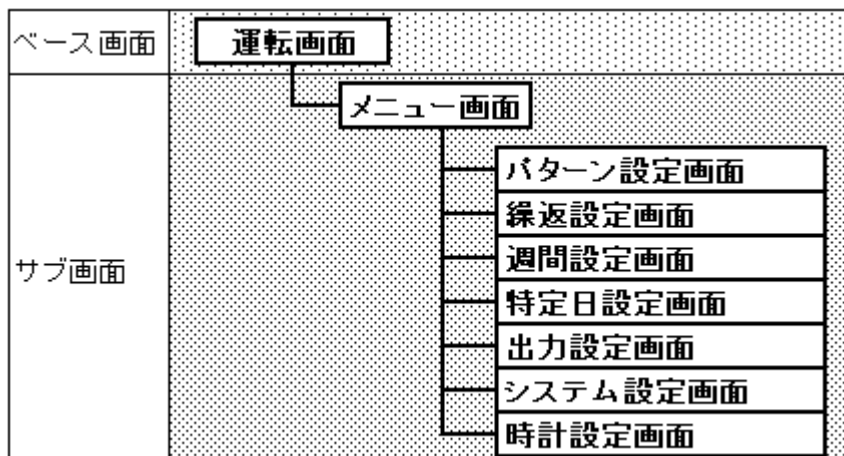 ベース画面
運転画面
メニュー画面
サブ画面
パターン設定画面
繰返設定画面
週間設定画面
特定日設定画面
出力設定画面
システム設定画面
時計設定画面